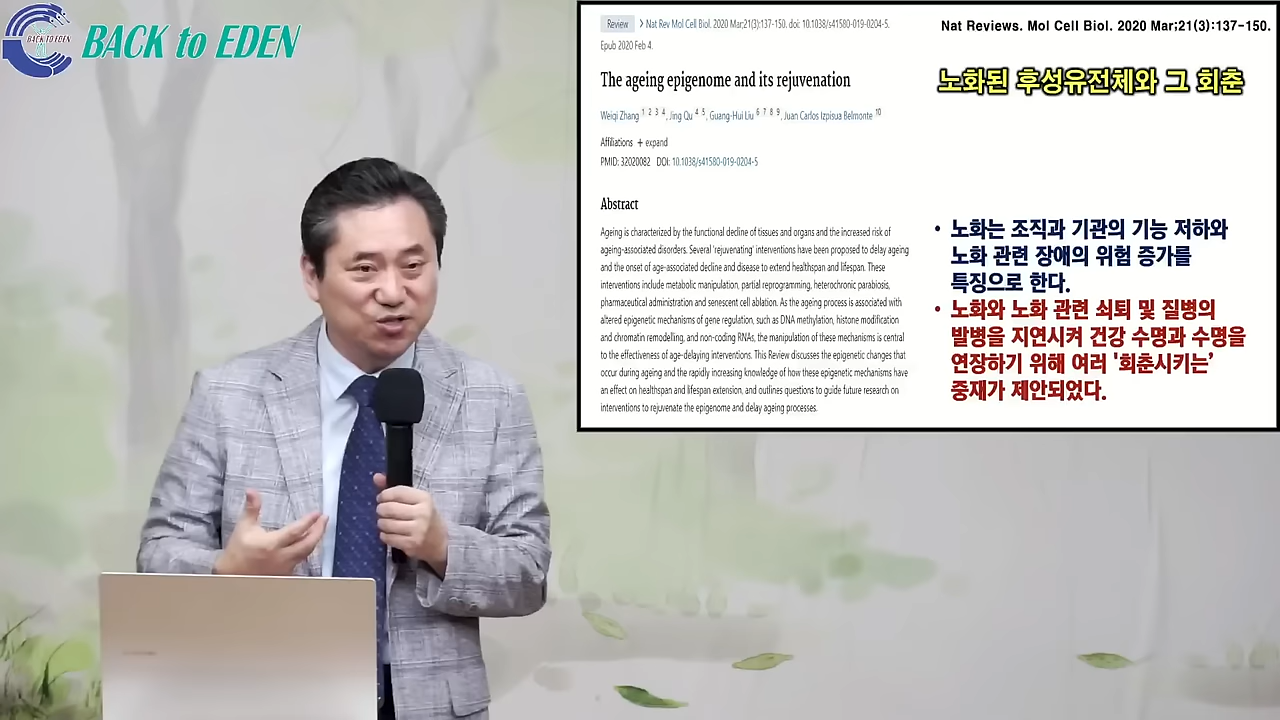 BACK to EDEN
BACK to EDEN
Review > Nat Rev Mol Cell Biol. 2020 Mar;21(3):137-150. doi: 10.1038/s41580-019-0204-5.
Epub 2020 Feb 4.
The ageing epigenome and its rejuvenation
Weiqi Zhang 1 2 3 4, Jing Qu 4 5, Guang-Hui Liu 6 7 8 9, Juan Carlos Izpisua Belmonte 10
Affiliations + expand
PMID: 32020082 DOI: 10.1038/s41580-019-0204-5
Abstract
Ageing is characterized by the functional decline of tissues and organs and the increased risk of
ageing-associated disorders. Several 'rejuvenating' interventions have been proposed to delay ageing
and the onset of age-associated decline and disease to extend healthspan and lifespan. These
interventions include metabolic manipulation, partial reprogramming, heterochronic parabiosis,
pharmaceutical administration and senescent cell ablation. As the ageing process is associated with
altered epigenetic mechanisms of gene regulation, such as DNA methylation, histone modification
and chromatin remodelling, and non-coding RNAs, the manipulation of these mechanisms is central
to the effectiveness of age-delaying interventions. This Review discusses the epigenetic changes that
occur during ageing and the rapidly increasing knowledge of how these epigenetic mechanisms have
an effect on healthspan and lifespan extension, and outlines questions to guide future research on
interventions to rejuvenate the epigenome and delay ageing processes.
Nat Reviews. Mol Cell Biol. 2020 Mar;21(3):137-150.
노화된 후성유전체와 그 회춘
• 노화는 조직과 기관의 기능 저하와
노화 관련 장애의 위험 증가를
특징으로 한다.
• 노화와 노화 관련 쇠퇴 및 질병의
발병을 지연시켜 건강 수명과 수명을
연장하기 위해 여러 '회춘시키는'
중재가 제안되었다.